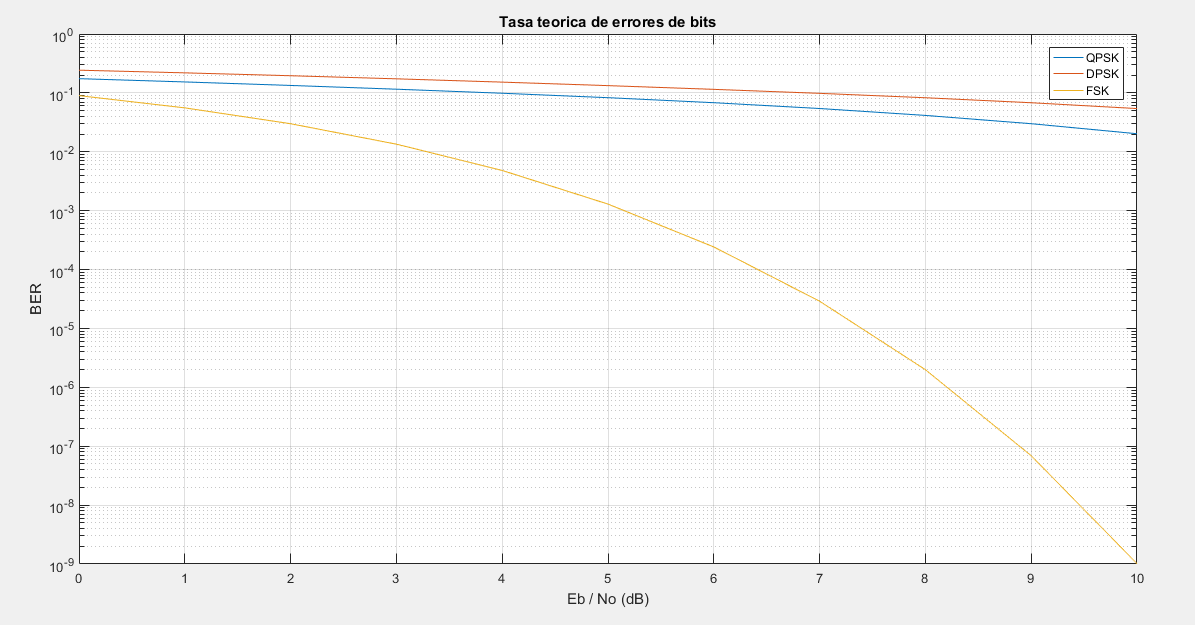 Tasa teorica de errores de bits
QPSK
DPSK
FSK
BER
10^0
10^-1
10^-2
10^-3
10^-4
10^-5
10^-6
10^-7
10^-8
10^-9
0 1 2 3 4 5 6 7 8 9 10
Eb / No (dB)